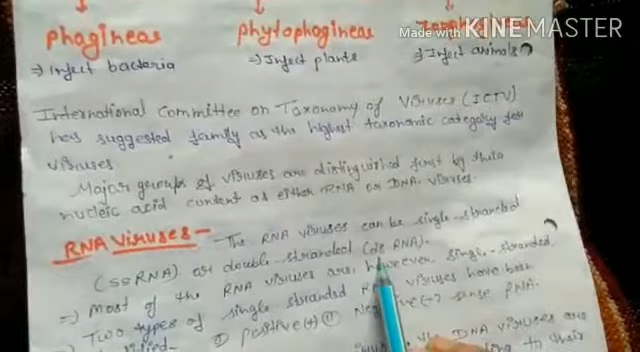 Phagineas Phytophagineas
Made with KINEMASTER
⇒ Infect bacteria ⇒ Infect plants ⇒ Infect animals
International Committee on Taxonomy of Viruses (ICTV)
has suggested family as the highest taxonomic category for
viruses.
Major groups of viruses are distinguished first by their
nucleic acid content as either RNA or DNA viruses.
RNA Viruses - The RNA viruses can be single-stranded
(ssRNA) or double-stranded (ds RNA).
⇒ Most of the RNA viruses are, however single-stranded.
⇒ Two types of single stranded RNA viruses have been
① positive (+) ② Negative (-) sense RNA.
DNA viruses are
to their